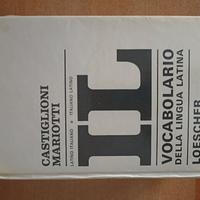 CASTIGLIONI
MARIOTTI
LATINO ITALIANO • ITALIANO LATINO
IL
VOCABOLARIO
DELLA LINGUA LATINA
LOESCHER